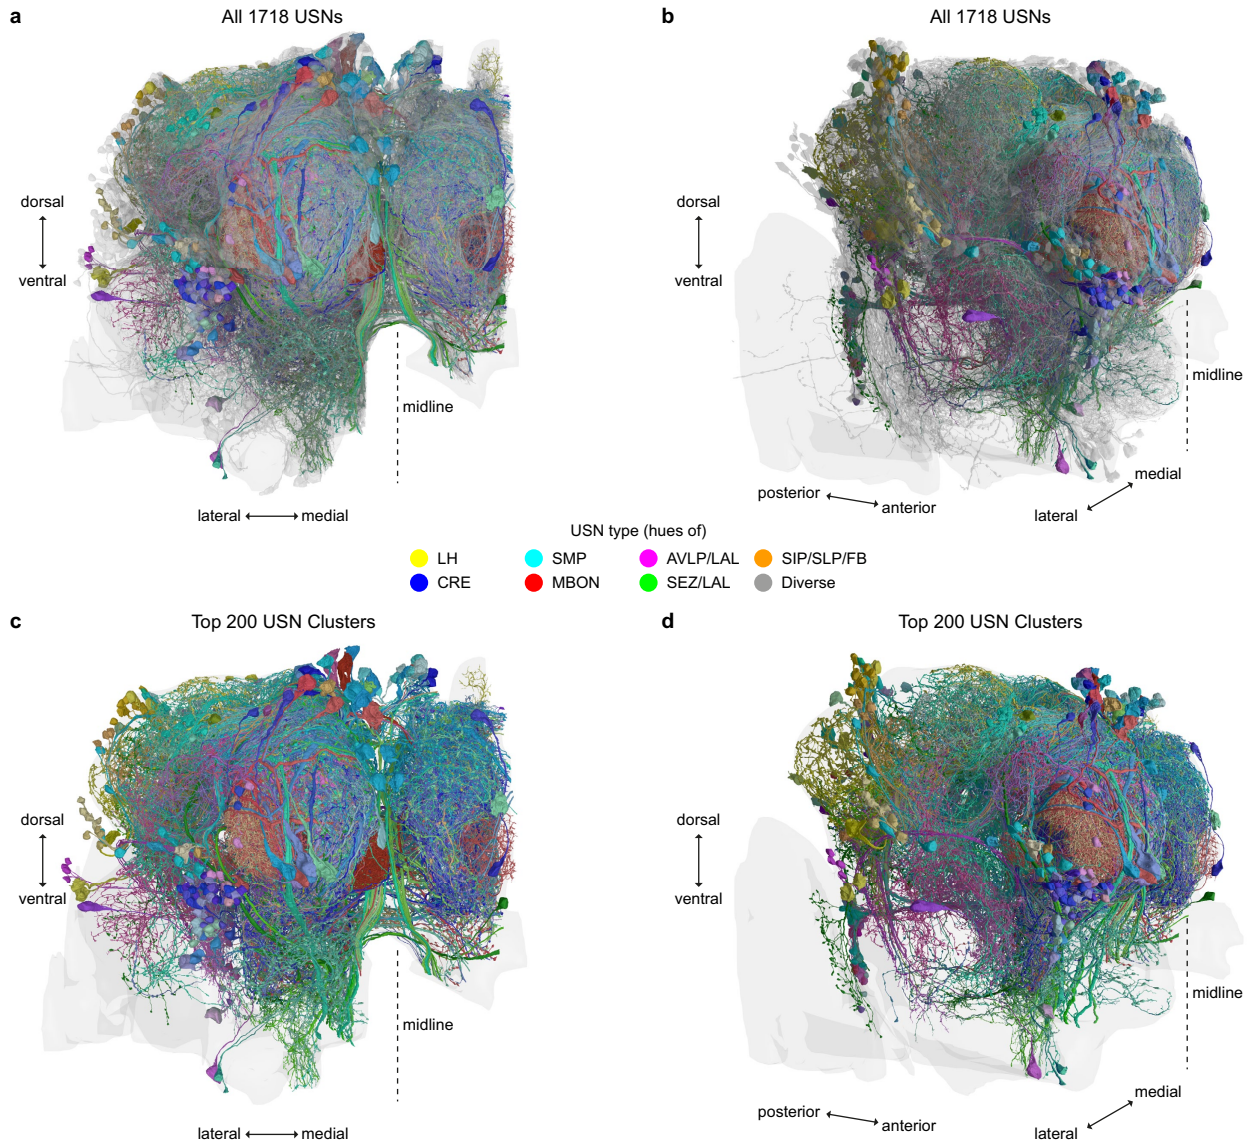 a
All 1718 USNs
dorsal
ventral
midline
lateral
medial
b
All 1718 USNs
dorsal
ventral
midline
posterior
anterior
lateral
medial
USN type (hues of)
LH
SMP
AVLP/LAL
SIP/SLP/FB
CRE
MBON
SEZ/LAL
Diverse
c
Top 200 USN Clusters
dorsal
ventral
midline
lateral
medial
d
Top 200 USN Clusters
dorsal
ventral
midline
posterior
anterior
lateral
medial